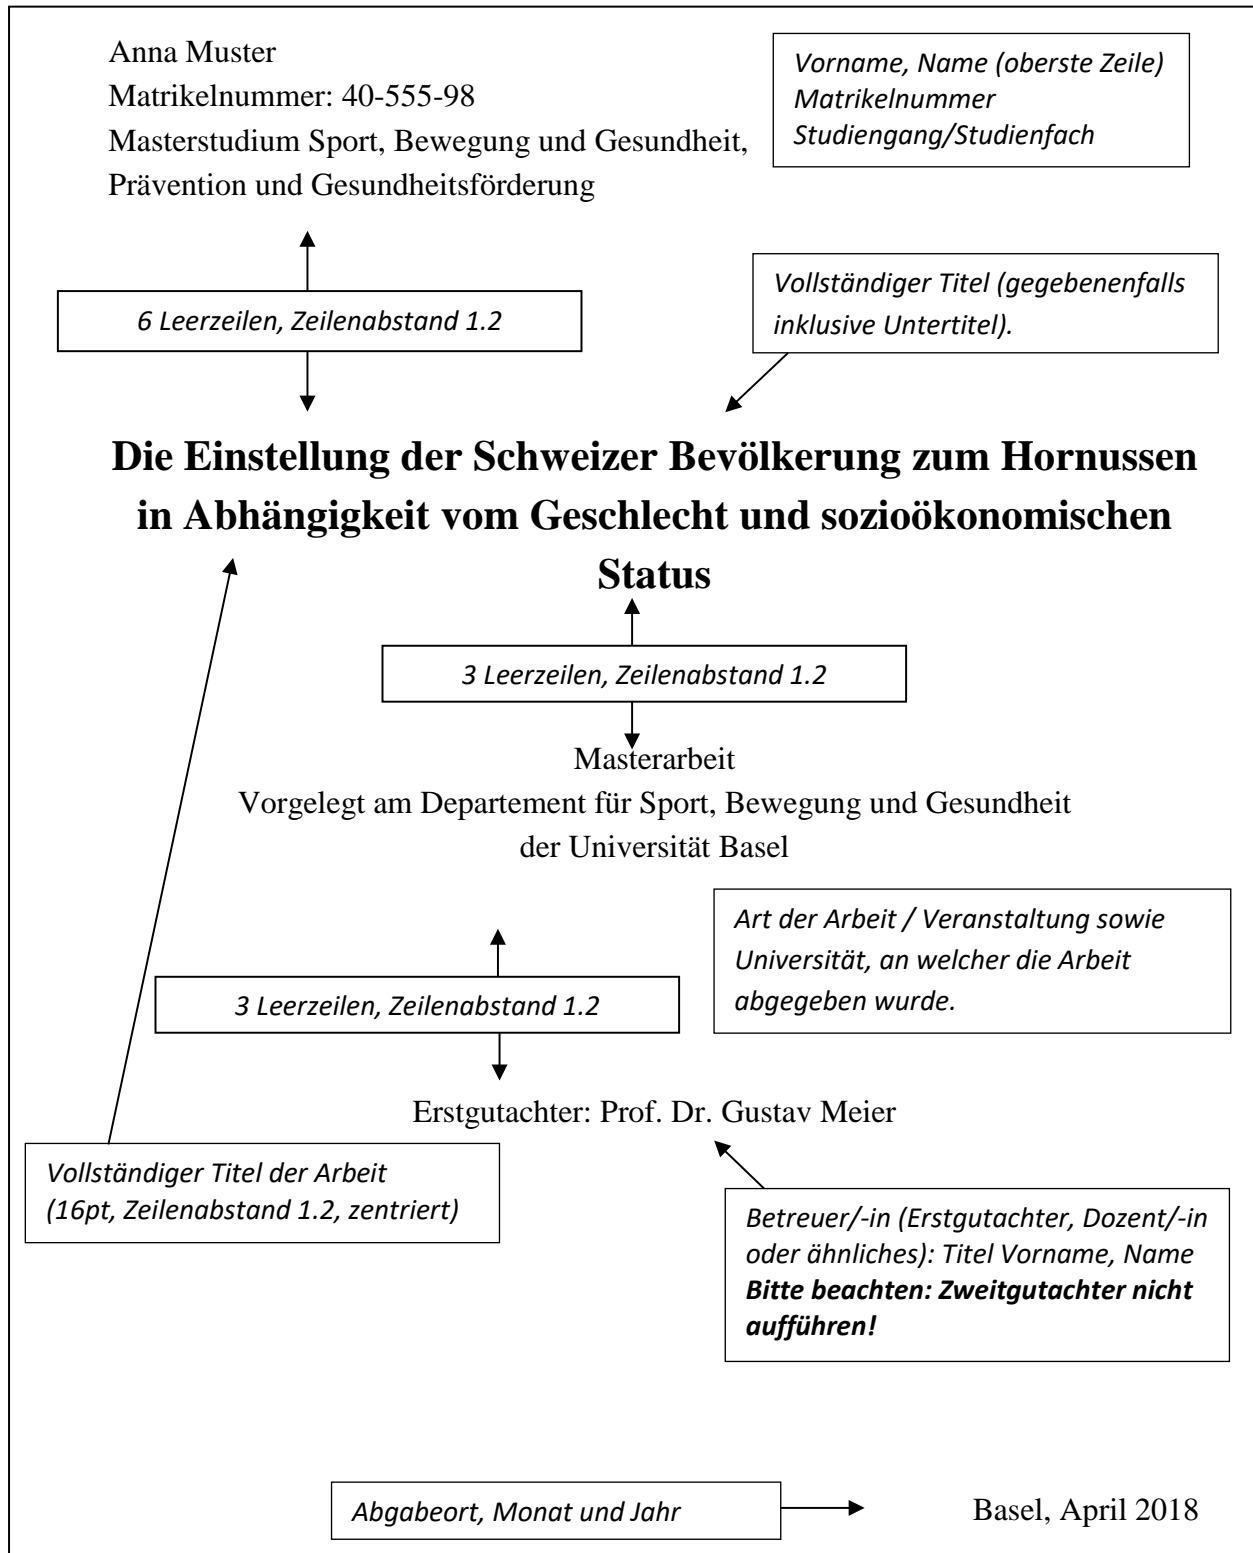 Anna Muster
Matrikelnummer: 40-555-98
Masterstudium Sport, Bewegung und Gesundheit,
Prävention und Gesundheitsförderung
Vorname, Name (oberste Zeile)
Matrikelnummer
Studiengang/Studienfach
6 Leerzeilen, Zeilenabstand 1.2
Vollständiger Titel (gegebenenfalls
inklusive Untertitel).
Die Einstellung der Schweizer Bevölkerung zum Hornussen
in Abhängigkeit vom Geschlecht und sozioökonomischen
Status
3 Leerzeilen, Zeilenabstand 1.2
Masterarbeit
Vorgelegt am Departement für Sport, Bewegung und Gesundheit
der Universität Basel
Art der Arbeit / Veranstaltung sowie
Universität, an welcher die Arbeit
abgegeben wurde.
3 Leerzeilen, Zeilenabstand 1.2
Erstgutachter: Prof. Dr. Gustav Meier
Vollständiger Titel der Arbeit
(16pt, Zeilenabstand 1.2, zentriert)
Betreuer/-in (Erstgutachter, Dozent/-in
oder ähnliches): Titel Vorname, Name
Bitte beachten: Zweitgutachter nicht
aufführen!
Abgabeort, Monat und Jahr
Basel, April 2018